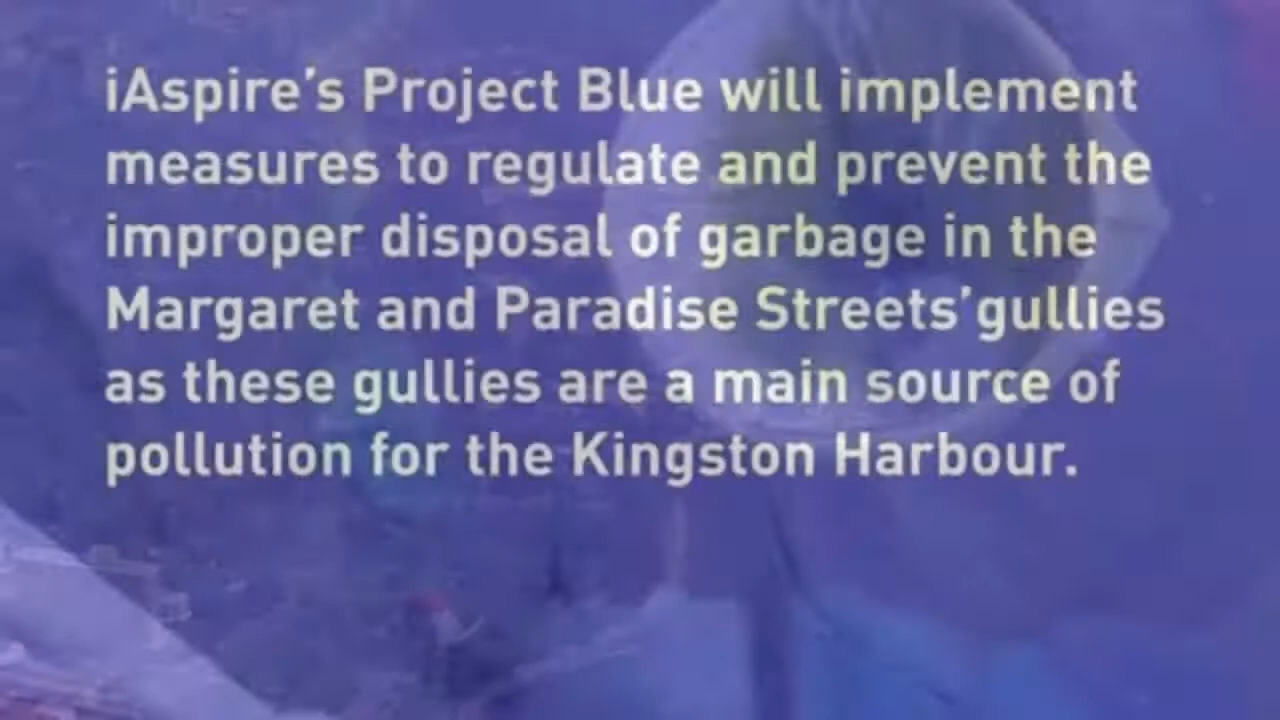 iAspire’s Project Blue will implement
measures to regulate and prevent the
improper disposal of garbage in the
Margaret and Paradise Streets’gullies
as these gullies are a main source of
pollution for the Kingston Harbour.